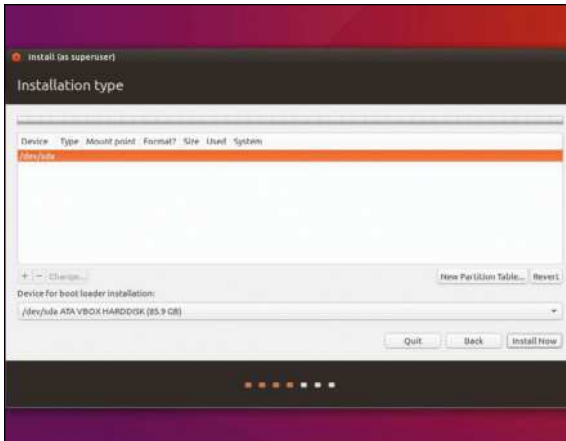 Install (as superuser)
Installation type
Device Type Mount point Format? Size Used System
/dev/sda
+ - Change... New Partition Table... Revert
Device for boot loader installation:
/dev/sda ATA VBOX HARDDISK (85.9 GB)
Quit Back Install Now